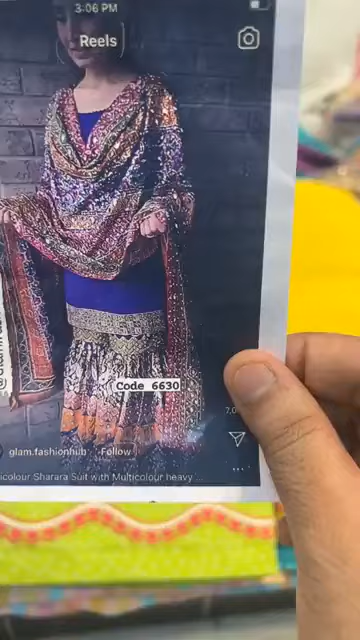 3:06 PM
Reels
Code 6630
glam.fashionhub
Follow
icolour Sharara Suit with Multicolour heavy...